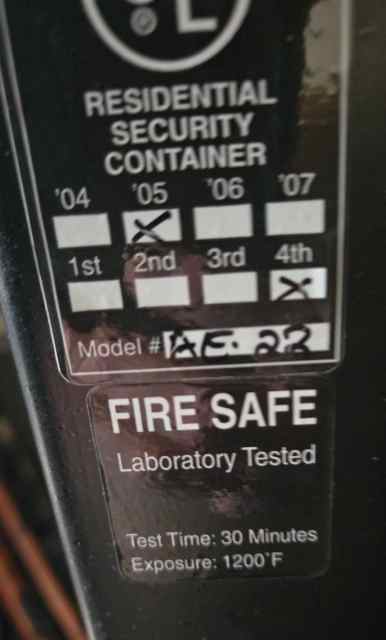 L
RESIDENTIAL
SECURITY
CONTAINER
'04 '05 '06 '07
1st 2nd 3rd 4th
Model #
FIRE SAFE
Laboratory Tested
Test Time: 30 Minutes
Exposure: 1200°F